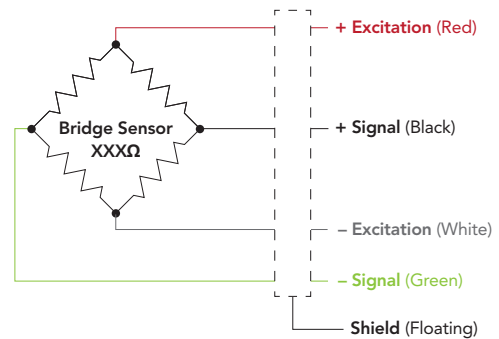 + Excitation (Red)
Bridge Sensor
XXXΩ
+ Signal (Black)
– Excitation (White)
– Signal (Green)
Shield (Floating)